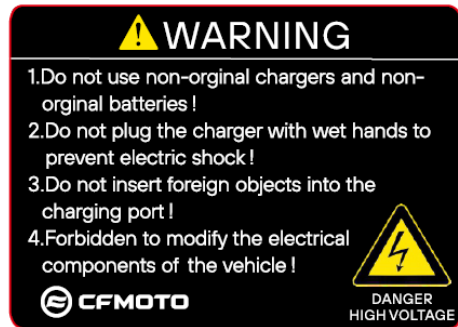 WARNING
1.Do not use non-orginal chargers and non-
orginal batteries !
2.Do not plug the charger with wet hands to
prevent electric shock !
3.Do not insert foreign objects into the
charging port !
4.Forbidden to modify the electrical
components of the vehicle !
CFMOTO
DANGER
HIGH VOLTAGE